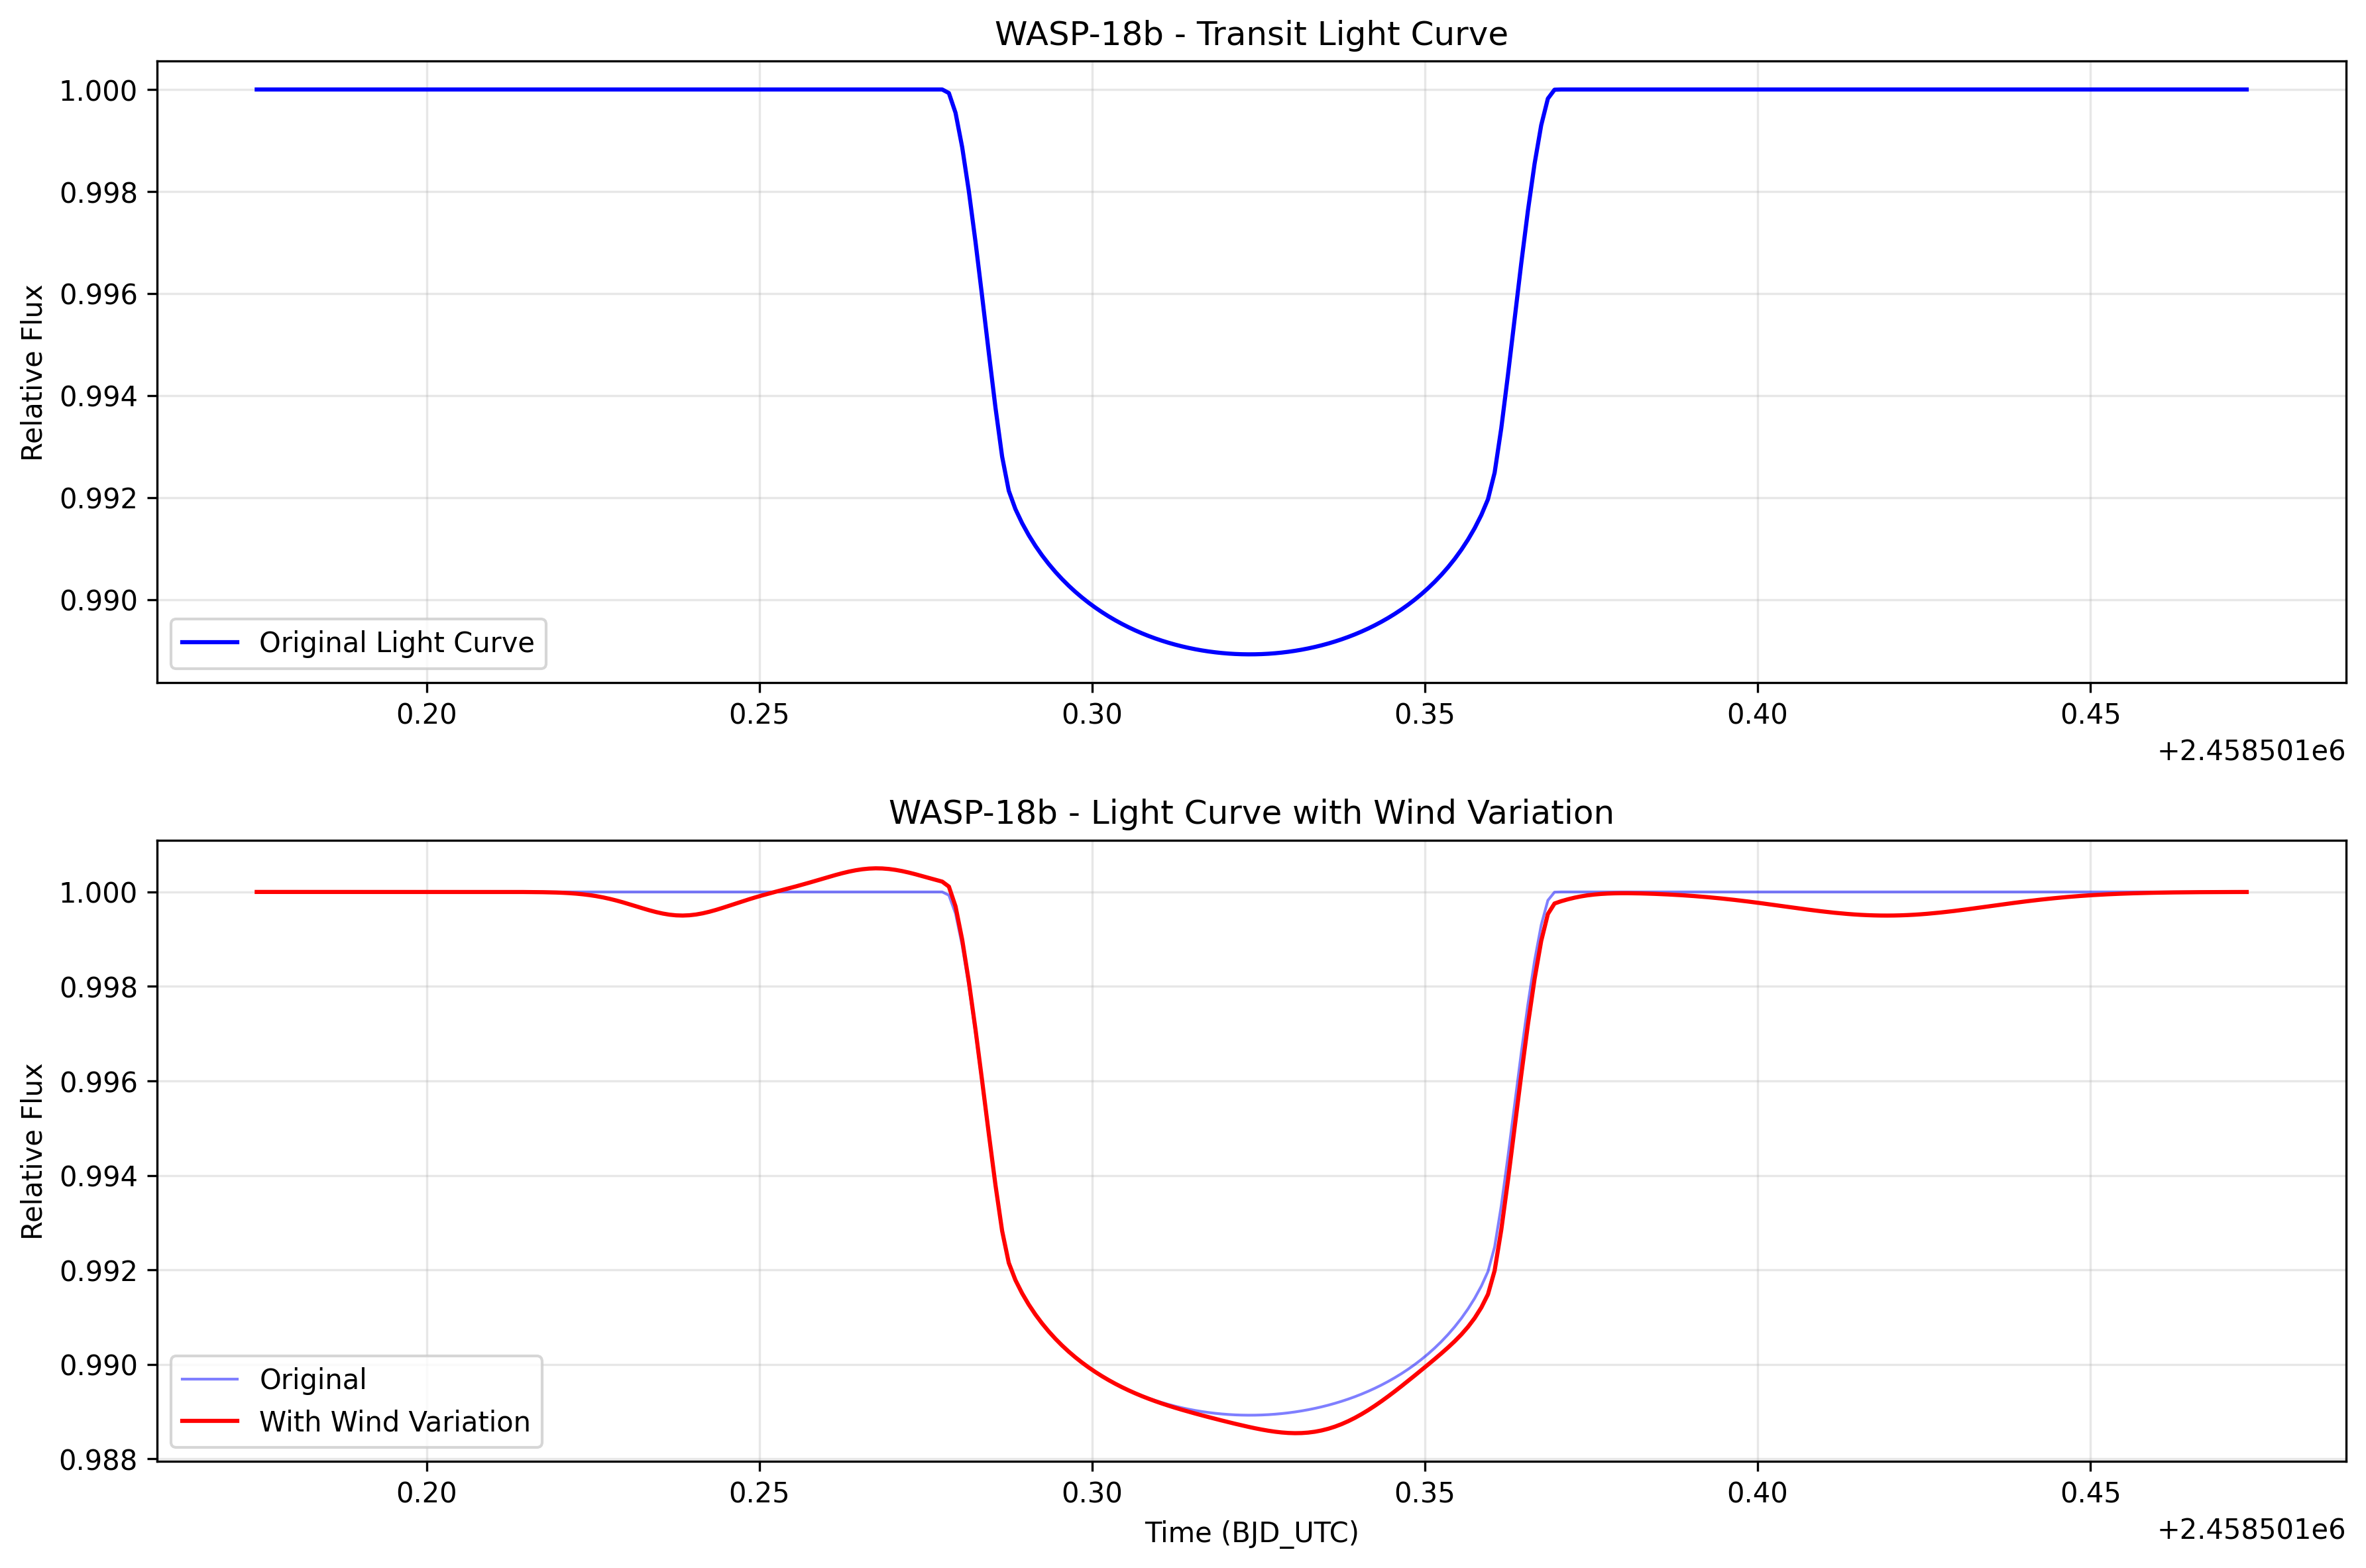 WASP-18b - Transit Light Curve
Relative Flux
1.000
0.998
0.996
0.994
0.992
0.990
Original Light Curve
0.20 0.25 0.30 0.35 0.40 0.45
+2.458501e6
WASP-18b - Light Curve with Wind Variation
Relative Flux
1.000
0.998
0.996
0.994
0.992
0.990
0.988
Original
With Wind Variation
0.20 0.25 0.30 0.35 0.40 0.45
Time (BJD_UTC)
+2.458501e6